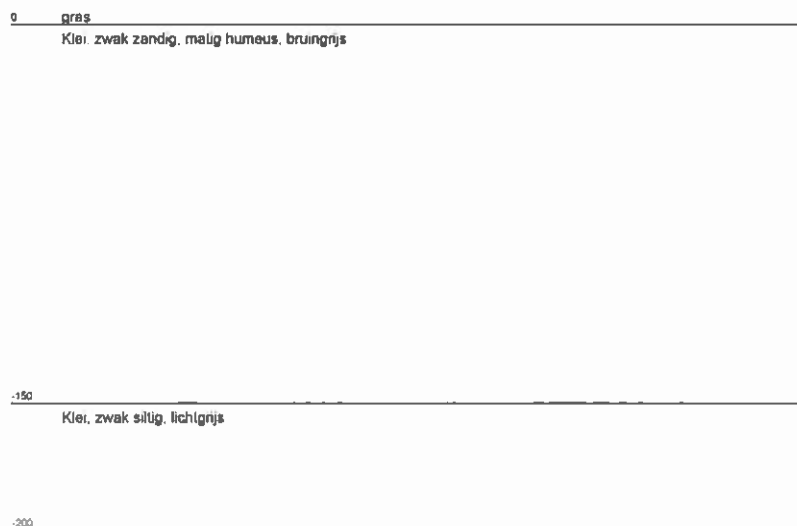 0 gras
Klei, zwak zandig, matig humeus, bruingrijs
-150
Klei, zwak siltig, lichtgrijs
-200